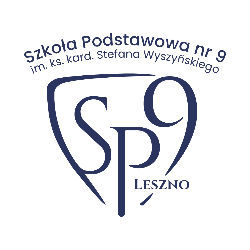 Szkoła Podstawowa nr 9
im. ks. kard. Stefana Wyszyńskiego
SP9
LESZNO